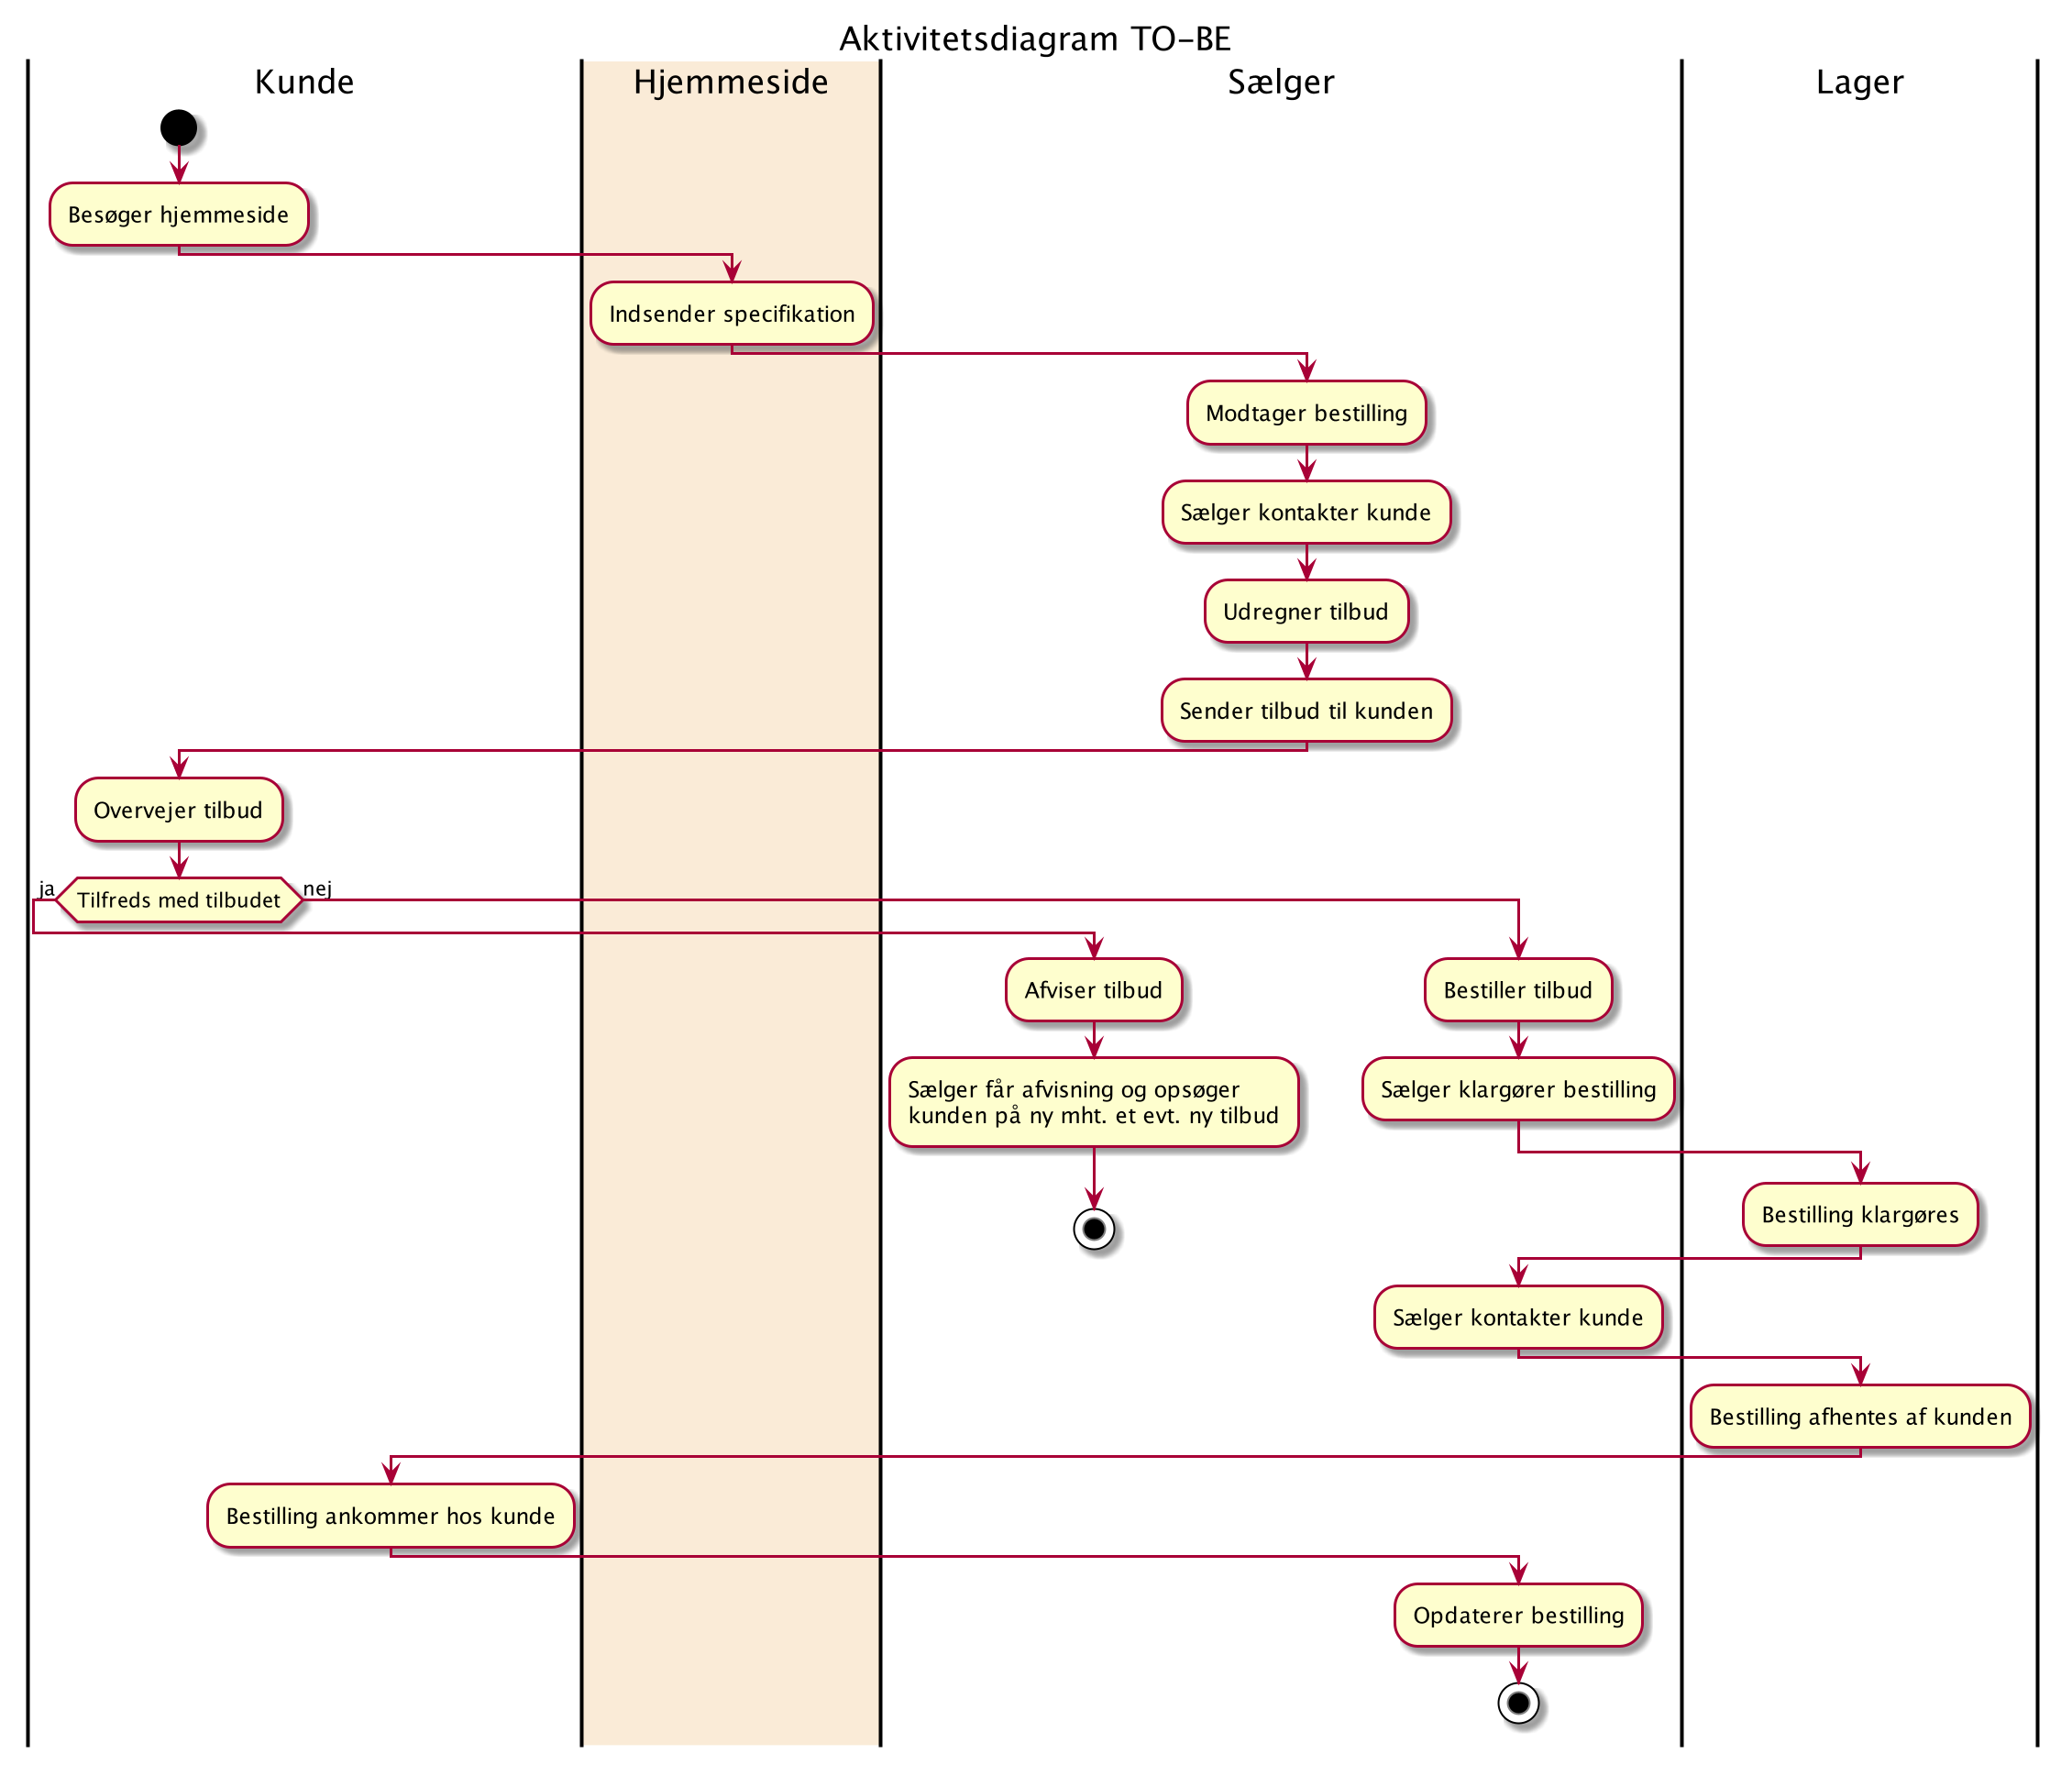 Aktivitetsdiagram TO-BE
Kunde
Hjemmeside
Sælger
Lager
Besøger hjemmeside
Indsender specifikation
Modtager bestilling
Sælger kontakter kunde
Udregner tilbud
Sender tilbud til kunden
Overvejer tilbud
ja
Tilfreds med tilbudet
nej
Afviser tilbud
Bestiller tilbud
Sælger får afvisning og opsøger
kunden på ny mht. et evt. ny tilbud
Sælger klargører bestilling
Bestilling klargøres
Sælger kontakter kunde
Bestilling afhentes af kunden
Bestilling ankommer hos kunde
Opdaterer bestilling